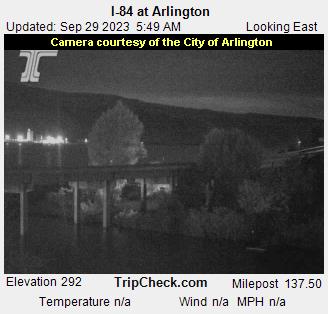 I-84 at Arlington
Updated: Sep 29 2023 5:49 AM Looking East
Camera courtesy of the City of Arlington
Elevation 292 TripCheck.com Milepost 137.50
Temperature n/a Wind n/a MPH n/a